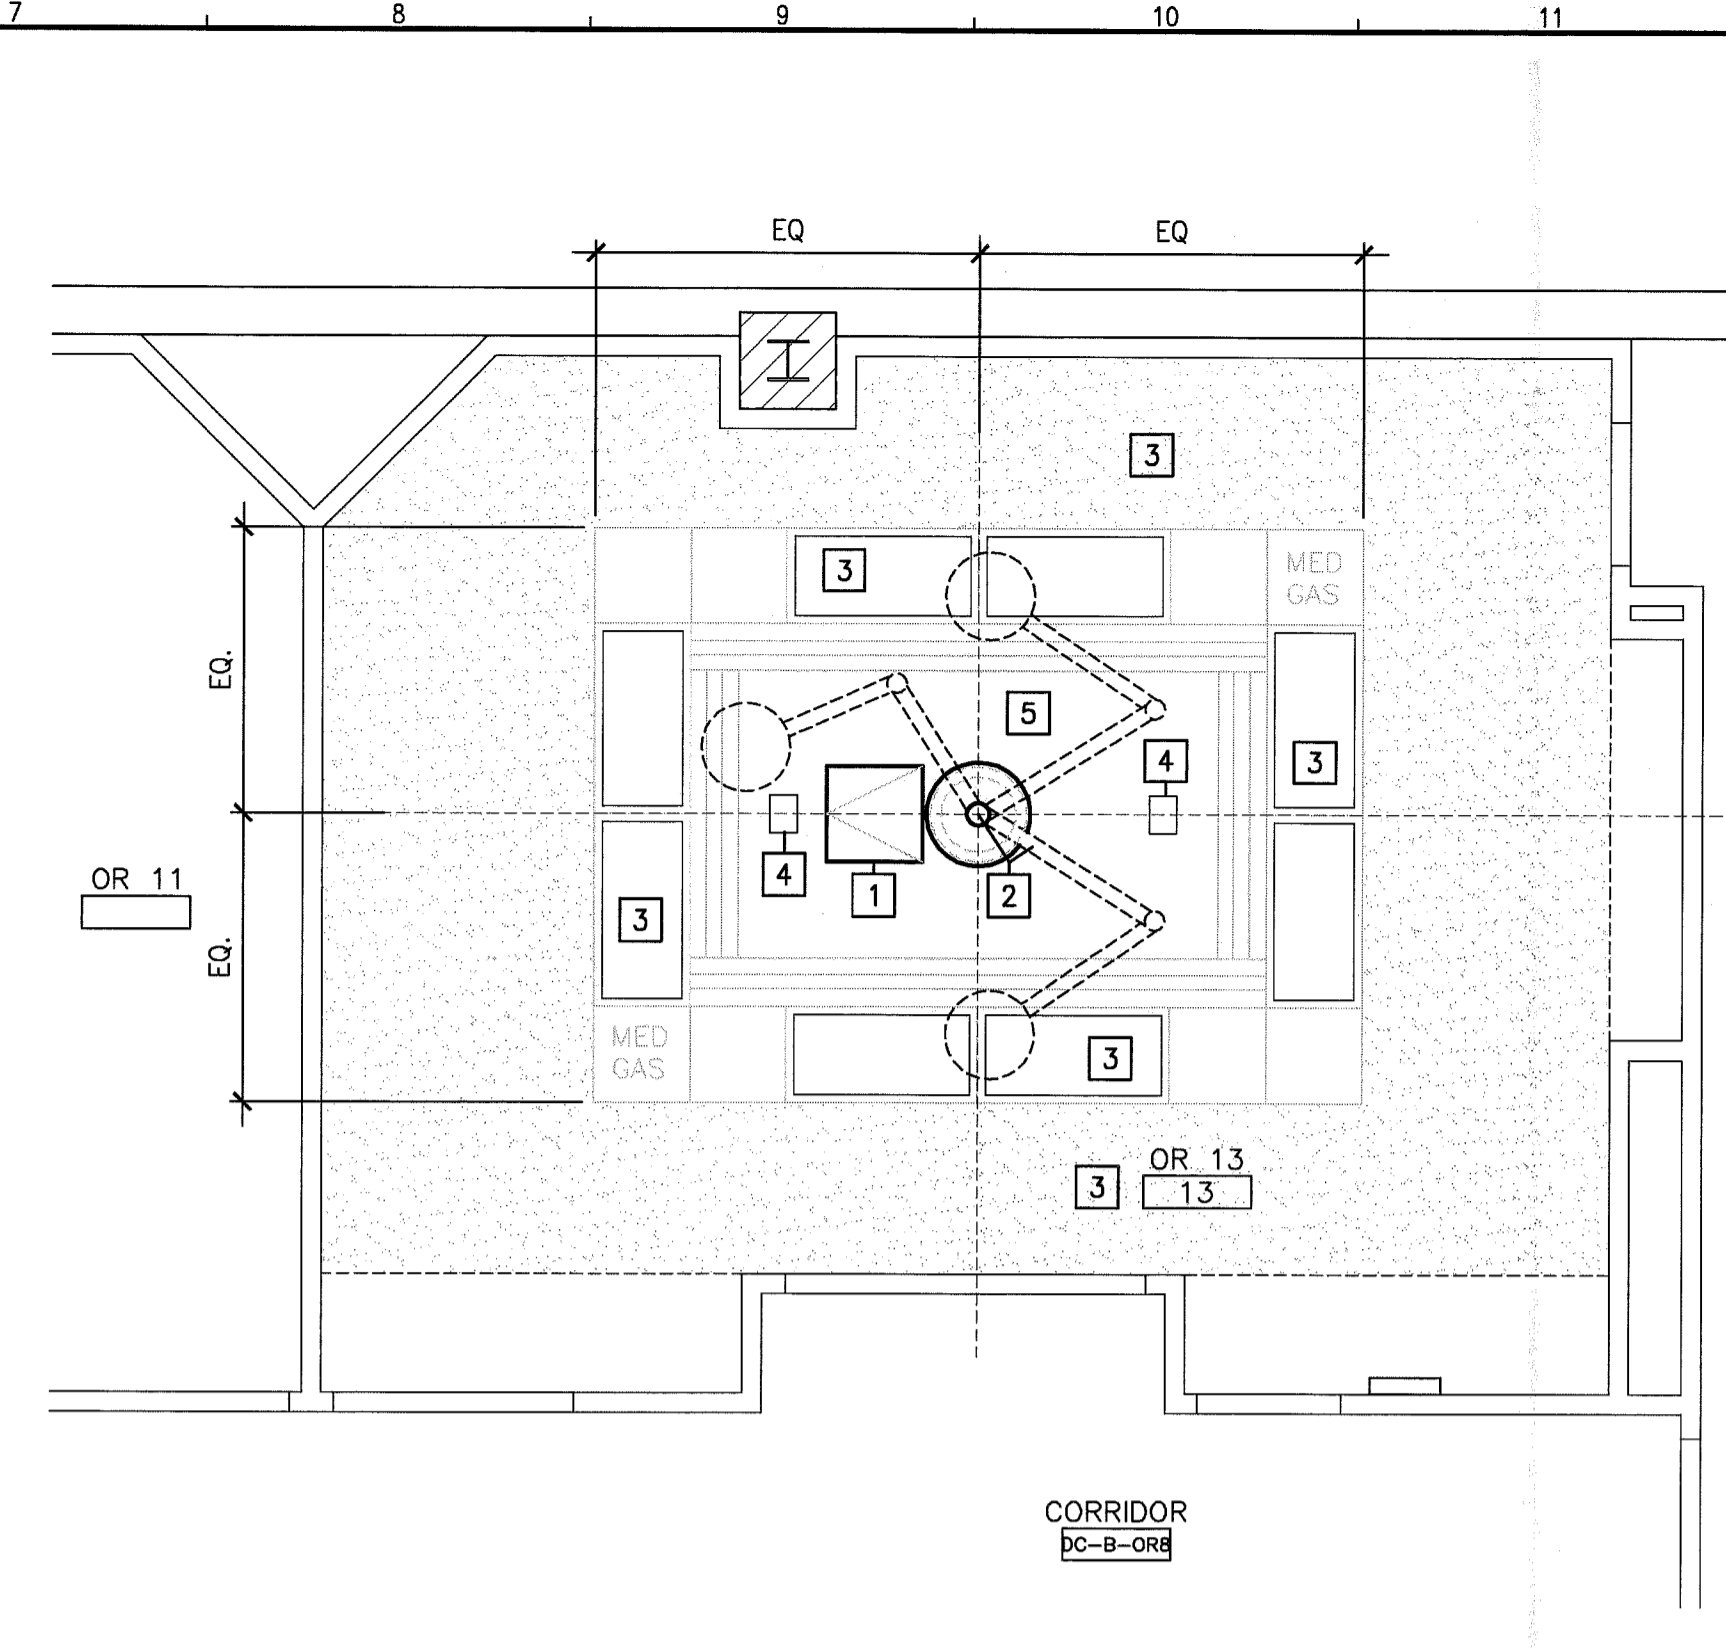 7 8 9 10 11
EQ EQ
3
3
MED
GAS
EQ.
5
4
3
OR 11
4
1
2
3
EQ.
MED
GAS
3
OR 13
3
13
CORRIDOR
DC-B-OR8